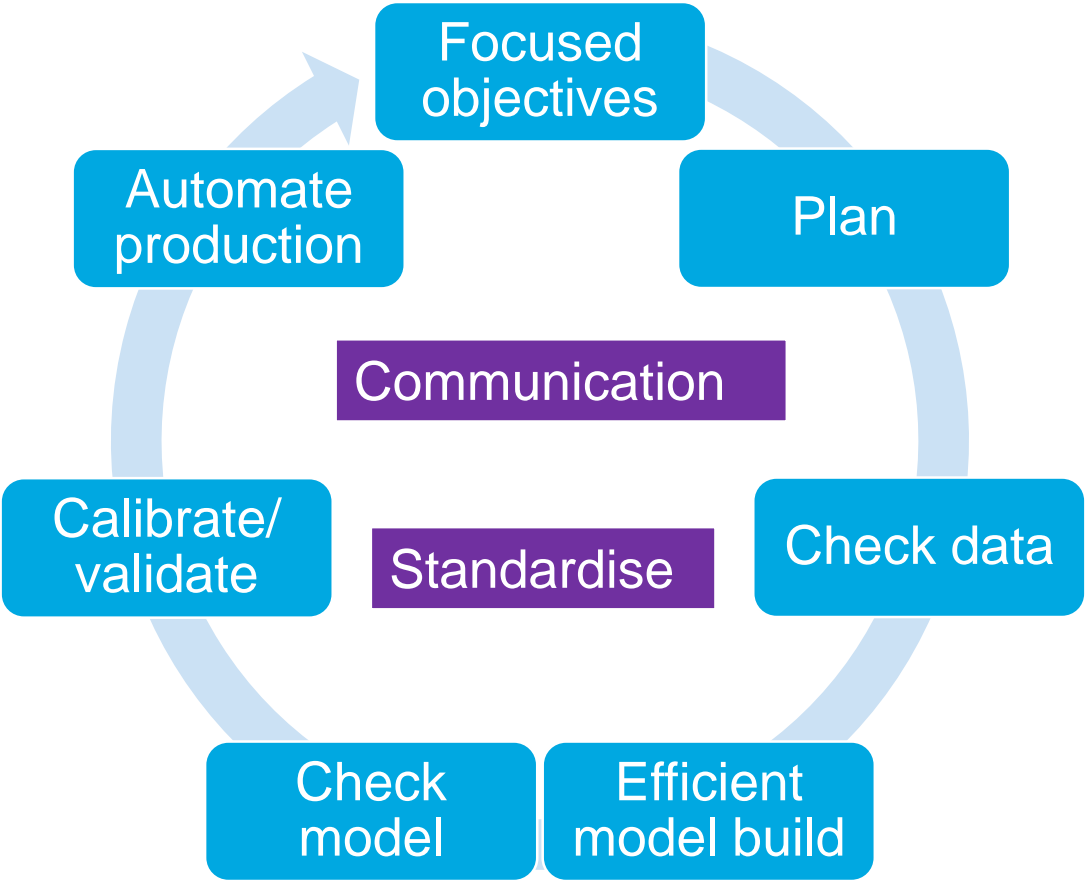 Focused
objectives
Plan
Check data
Efficient
model build
Check
model
Calibrate/
validate
Automate
production
Communication
Standardise